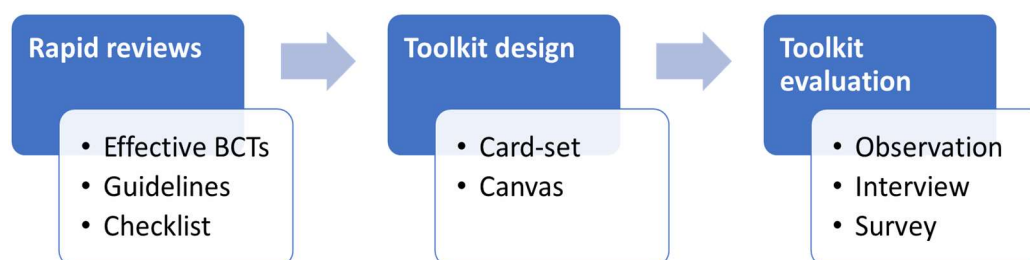 Rapid reviews
• Effective BCTs
• Guidelines
• Checklist
Toolkit design
• Card-set
• Canvas
Toolkit
evaluation
• Observation
• Interview
• Survey